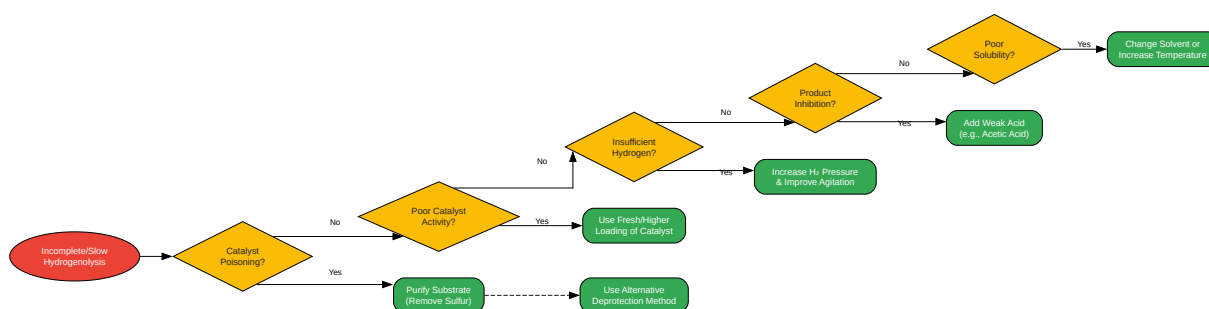 Poor
Solubility?
Yes
Change Solvent or
Increase Temperature
No
Product
Inhibition?
Yes
Add Weak Acid
(e.g., Acetic Acid)
No
Insufficient
Hydrogen?
Yes
Increase H₂ Pressure
& Improve Agitation
No
Poor Catalyst
Activity?
Yes
Use Fresh/Higher
Loading of Catalyst
No
Incomplete/Slow
Hydrogenolysis
Catalyst
Poisoning?
Yes
Purify Substrate
(Remove Sulfur)
Use Alternative
Deprotection Method